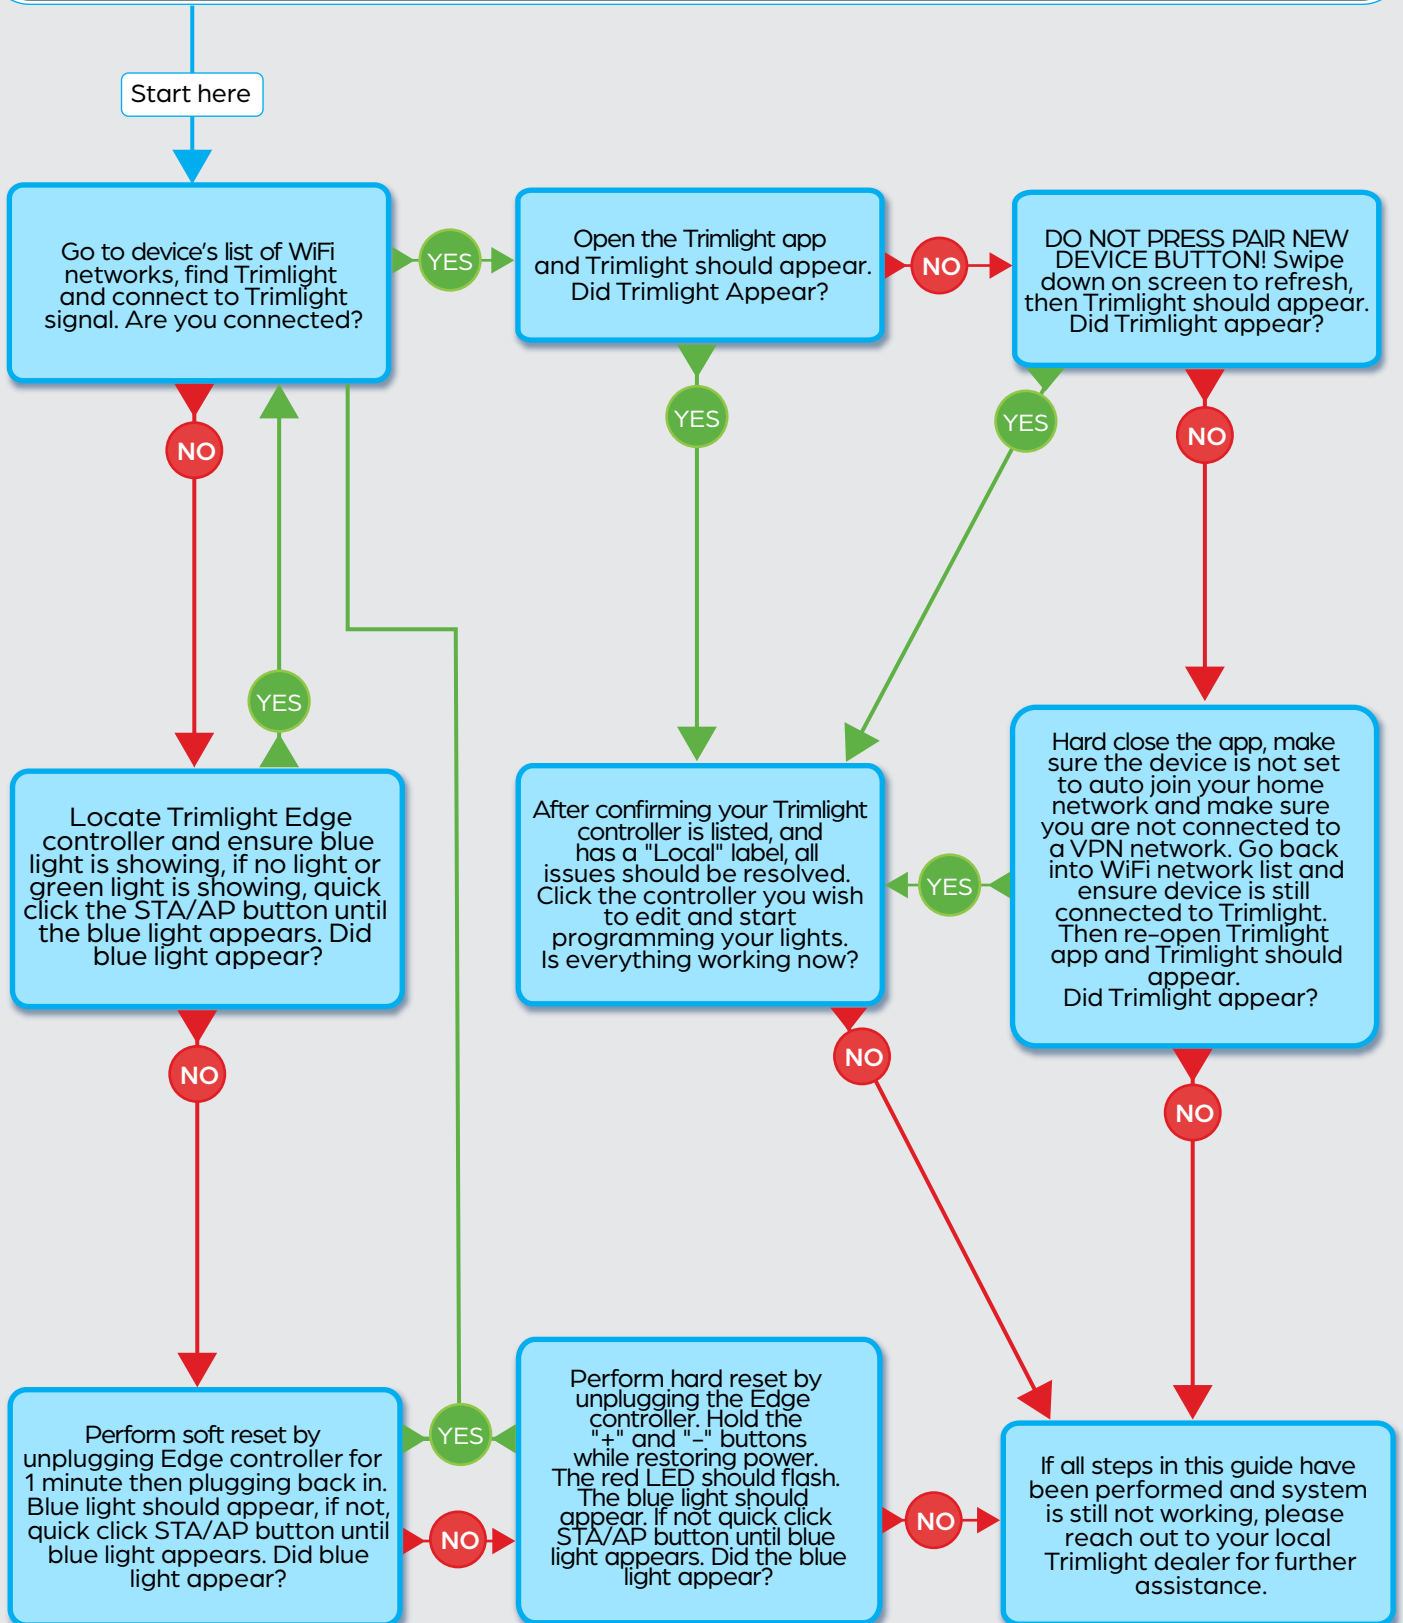 Start here
Go to device's list of WiFi
networks, find Trimlight
and connect to Trimlight
signal. Are you connected?
YES
Open the Trimlight app
and Trimlight should appear.
Did Trimlight Appear?
NO
DO NOT PRESS PAIR NEW
DEVICE BUTTON! Swipe
down on screen to refresh,
then Trimlight should appear.
Did Trimlight appear?
NO
YES
YES
NO
YES
Locate Trimlight Edge
controller and ensure blue
light is showing, if no light or
green light is showing, quick
click the STA/AP button until
the blue light appears. Did
blue light appear?
After confirming your Trimlight
controller is listed, and
has a "Local" label, all
issues should be resolved.
Click the controller you wish
to edit and start
programming your lights.
Is everything working now?
YES
Hard close the app, make
sure the device is not set
to auto join your home
network and make sure
you are not connected to
a VPN network. Go back
into WiFi network list and
ensure device is still
connected to Trimlight.
Then re-open Trimlight
app and Trimlight should
appear.
Did Trimlight appear?
NO
NO
NO
Perform soft reset by
unplugging Edge controller for
1 minute then plugging back in.
Blue light should appear, if not,
quick click STA/AP button until
blue light appears. Did blue
light appear?
YES
NO
Perform hard reset by
unplugging the Edge
controller. Hold the
"+" and "-" buttons
while restoring power.
The red LED should flash.
The blue light should
appear. If not quick click
STA/AP button until blue
light appears. Did the blue
light appear?
NO
If all steps in this guide have
been performed and system
is still not working, please
reach out to your local
Trimlight dealer for further
assistance.